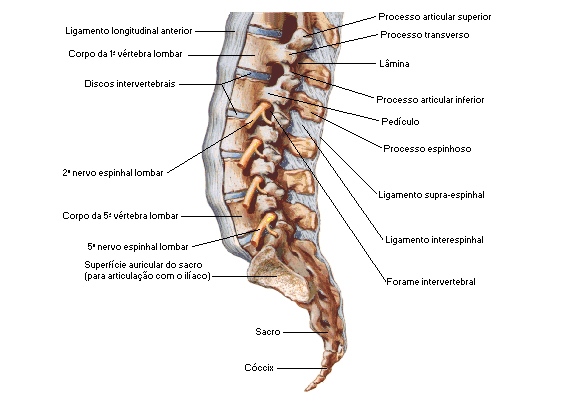 Ligamento longitudinal anterior
Corpo da 1ª vértebra lombar
Discos intervertebrais
2º nervo espinhal lombar
Corpo da 5ª vértebra lombar
5º nervo espinhal lombar
Superfície auricular do sacro
(para articulação com o ilíaco)
Sacro
Cóccix
Processo articular superior
Processo transverso
Lâmina
Processo articular inferior
Pedículo
Processo espinhoso
Ligamento supra-espinhal
Ligamento interespinhal
Forame intervertebral